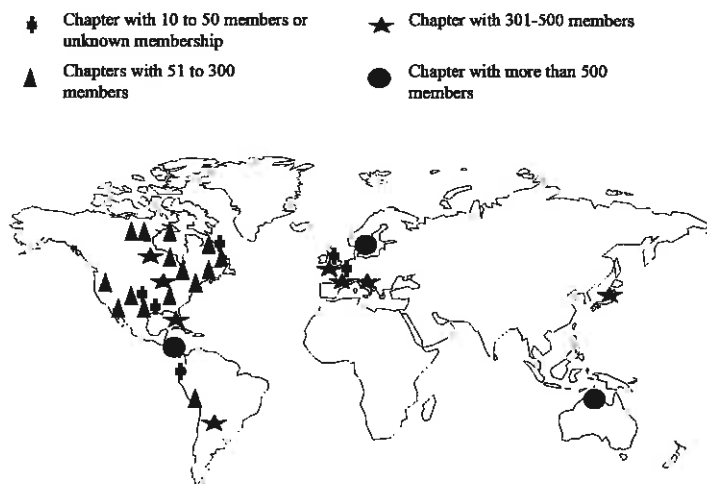 Chapter with 10 to 50 members or
unknown membership
Chapters with 51 to 300
members
Chapter with 301-500 members
Chapter with more than 500
members